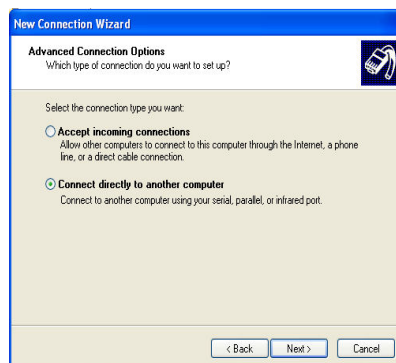 New Connection Wizard
Advanced Connection Options
Which type of connection do you want to set up?
Select the connection type you want:
Accept incoming connections
Allow other computers to connect to this computer through the Internet, a phone
line, or a direct cable connection.
Connect directly to another computer
Connect to another computer using your serial, parallel, or infrared port.
< Back
Next >
Cancel